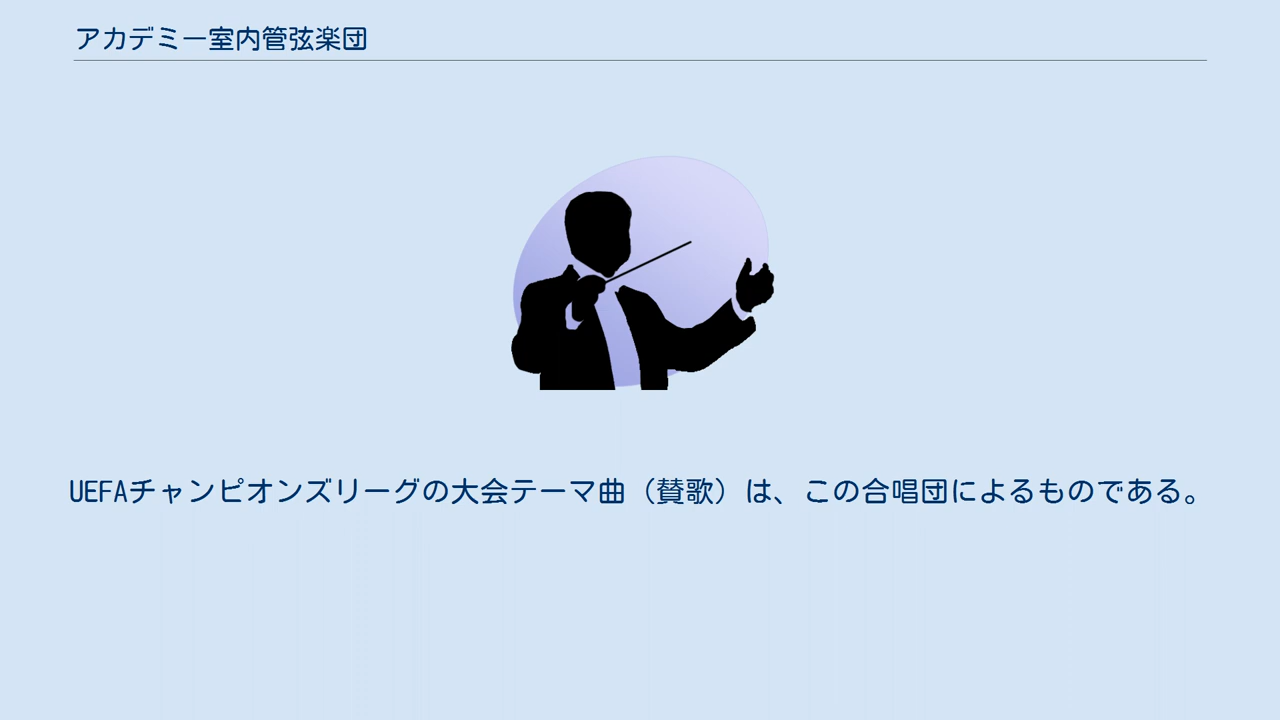 アカデミー室内管弦楽団
UEFAチャンピオンズリーグの大会テーマ曲（賛歌）は、この合唱団によるものである。